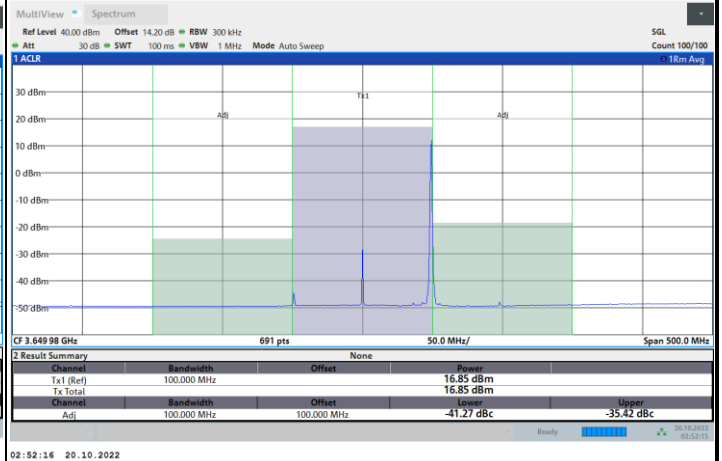 MultiView Spectrum
Ref Level 40.00 dBm Offset 14.20 dB RBW 300 kHz SGL
Att 30 dB SWT 100 ms VBW 1 MHz Mode Auto Sweep Count 100/100
1 ACLR 1Rm Avg
30 dBm
Tx1
20 dBm
Adj Adj
10 dBm
0 dBm
-10 dBm
-20 dBm
-30 dBm
-40 dBm
-50 dBm
CF 3.649 98 GHz 691 pts 50.0 MHz/ Span 500.0 MHz
2 Result Summary None
Channel Bandwidth Offset Power
Tx1 (Ref) 100.000 MHz 16.85 dBm
Tx Total 16.85 dBm
Channel Bandwidth Offset Lower Upper
Adj 100.000 MHz 100.000 MHz -41.27 dBc -35.42 dBc
Ready 20.10.2022
02:52:15
02:52:16 20.10.2022